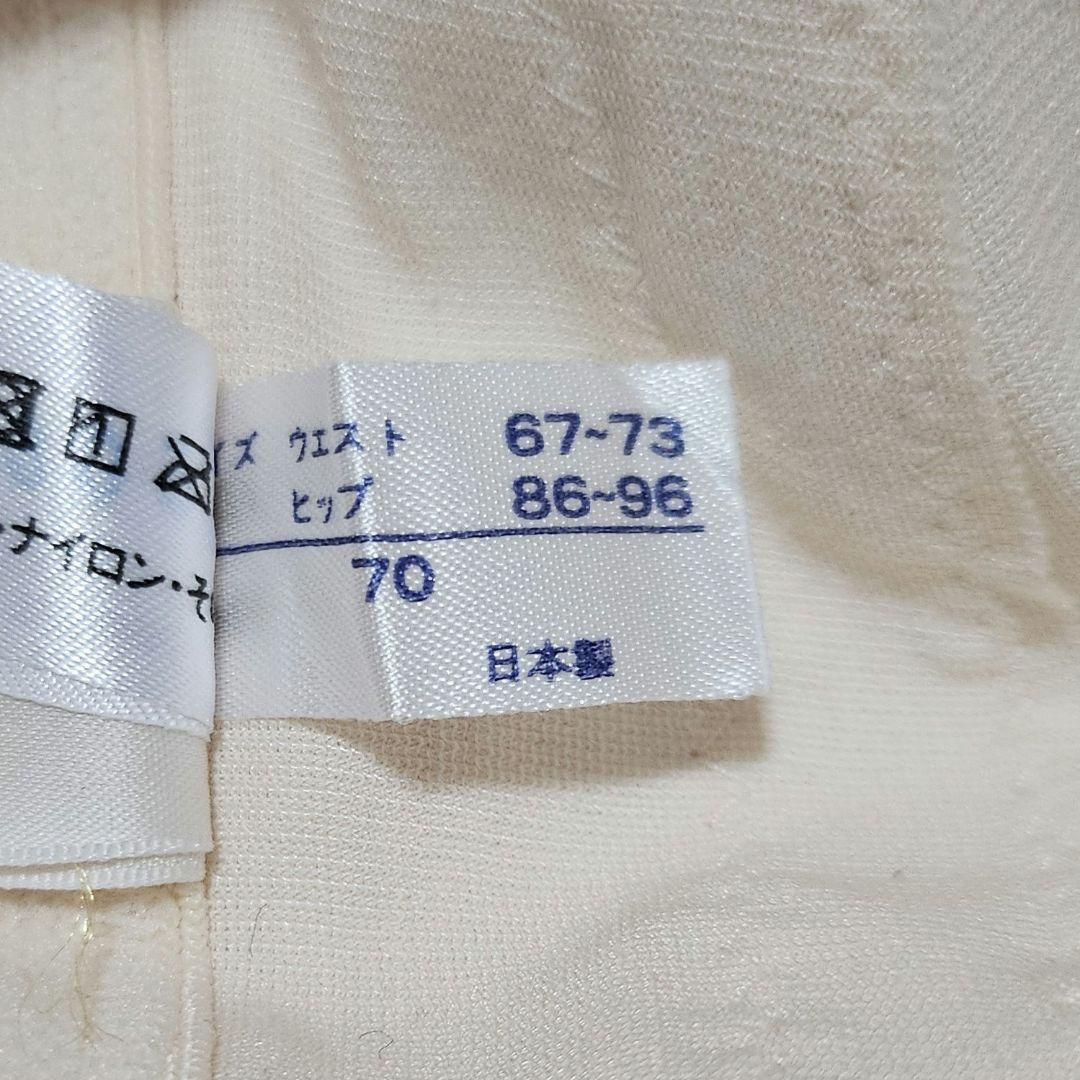 イズ ウエスト 67~73
ヒップ 86~96
70
日本製
・ナイロン・そ